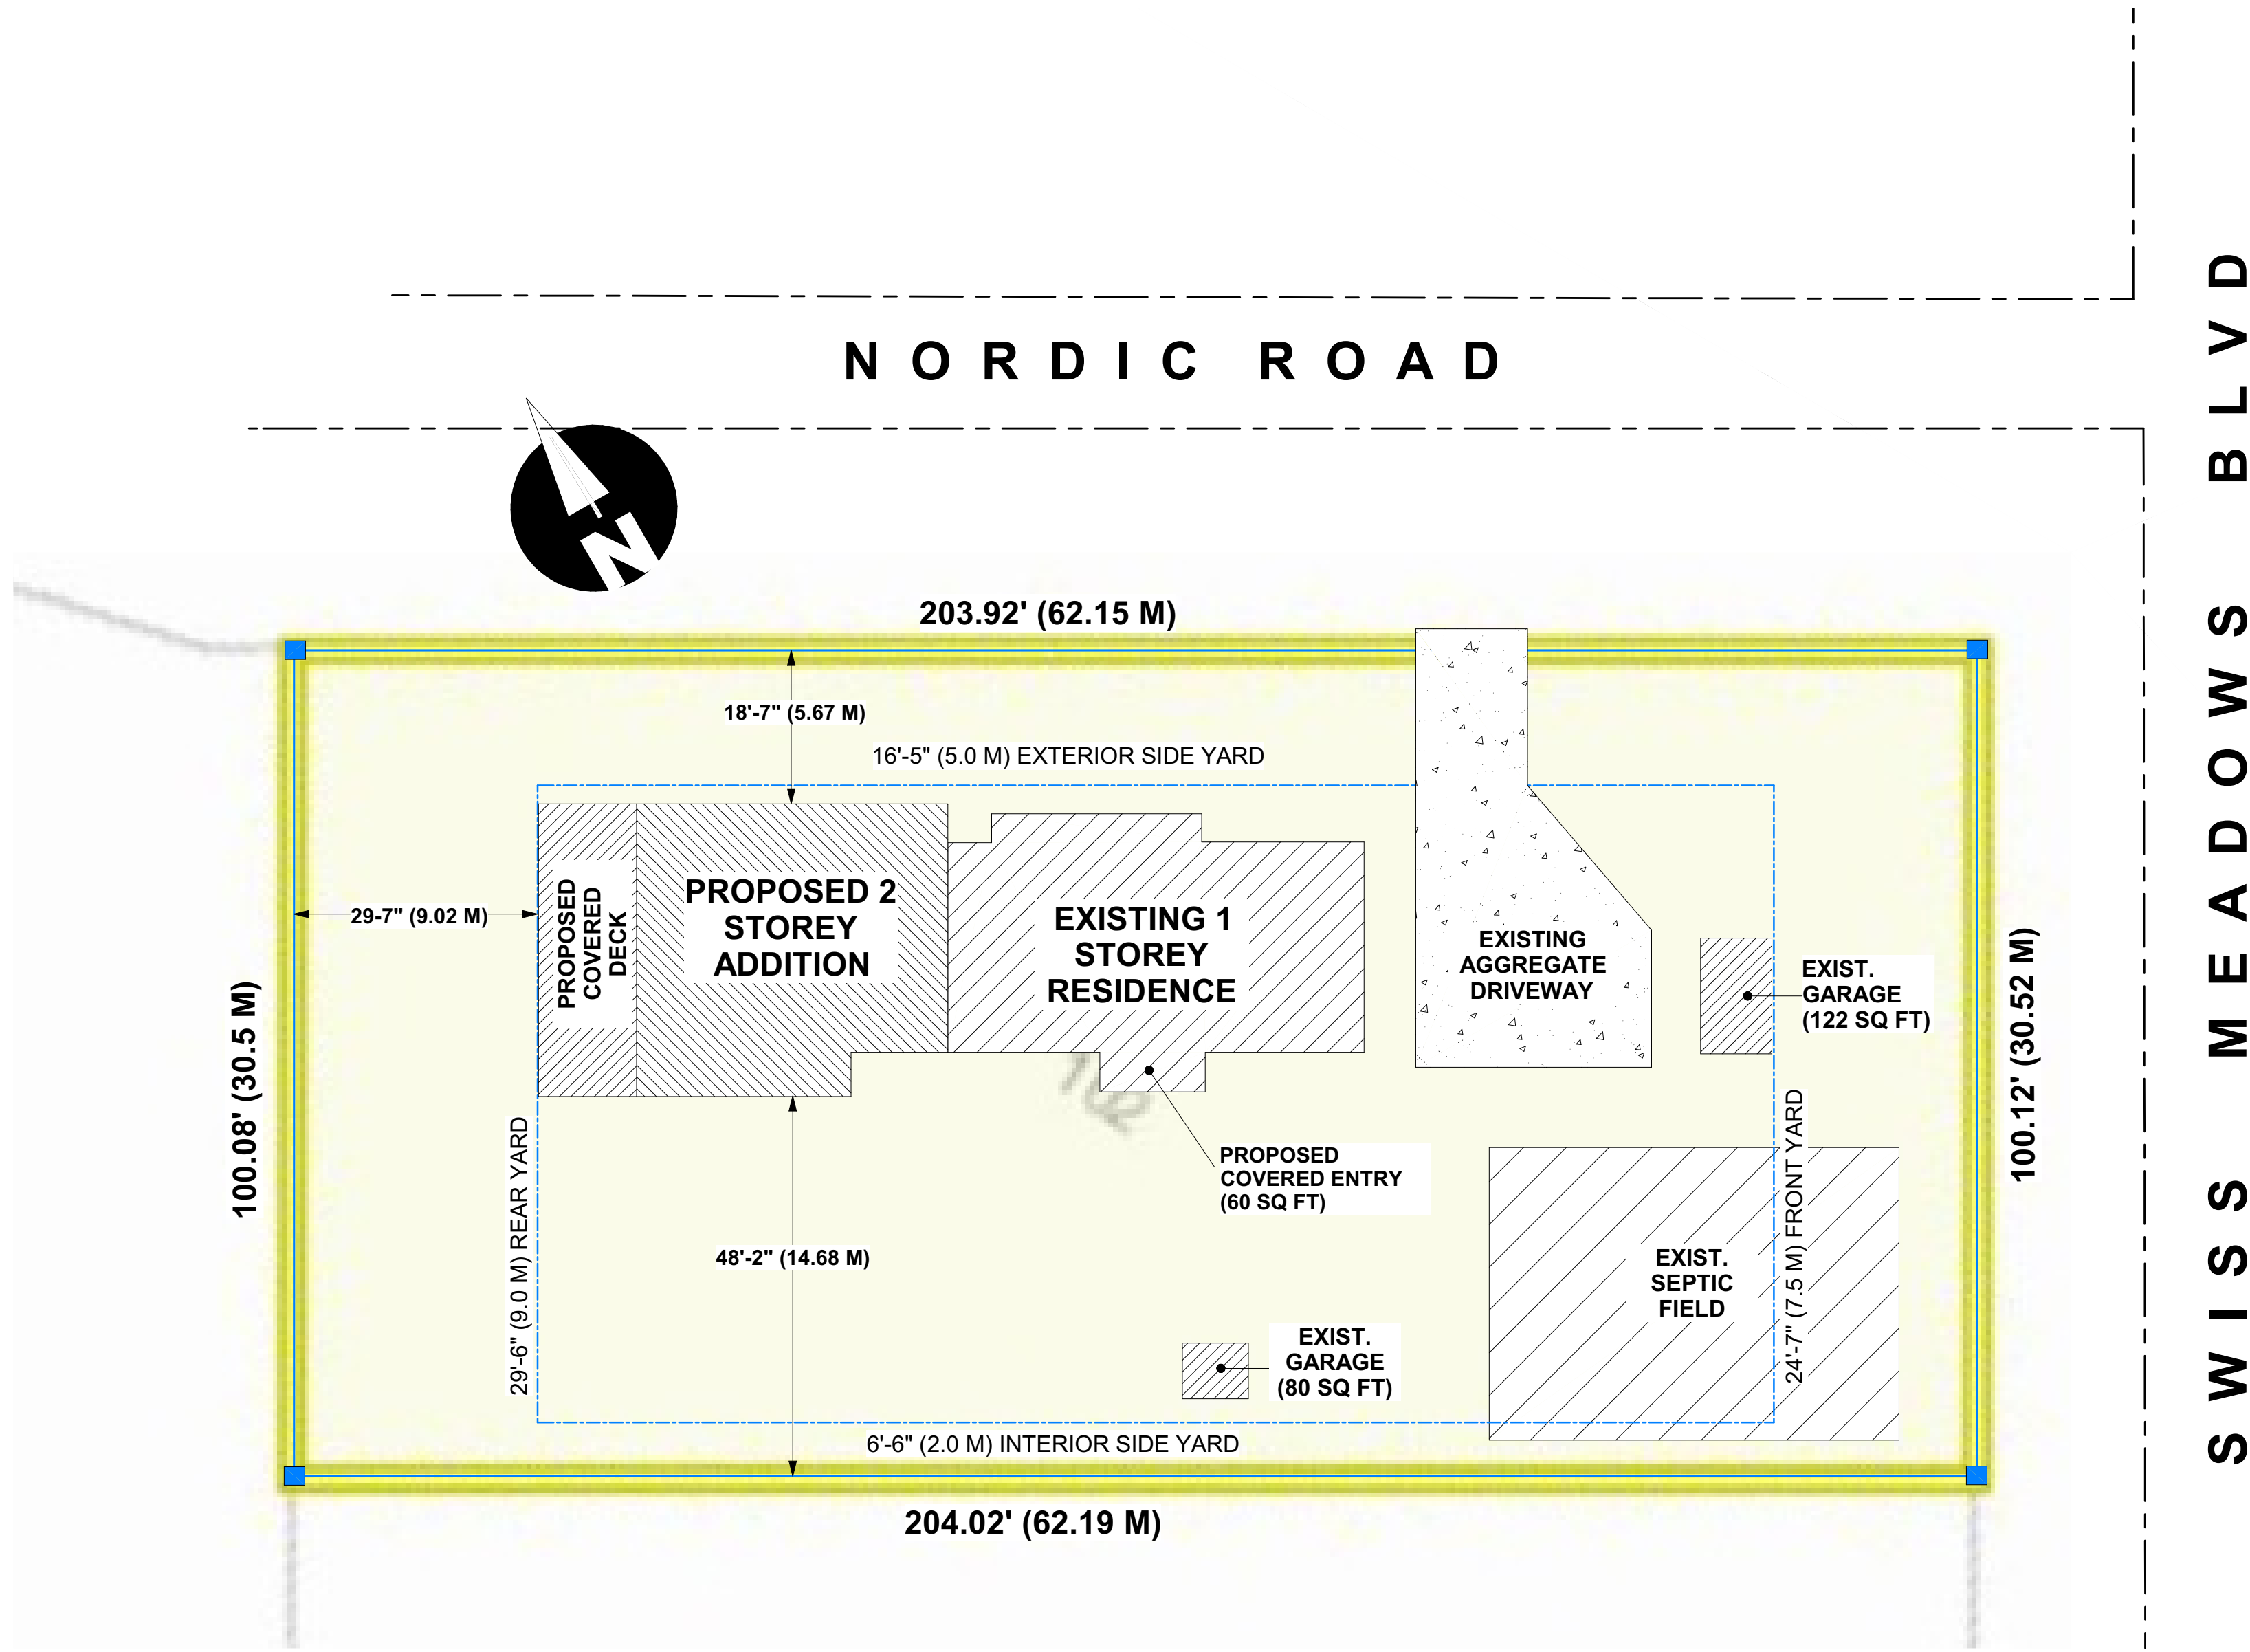 NORDIC ROAD
SWISS MEADOWS BLVD
N
203.92' (62.15 M)
18'-7" (5.67 M)
16'-5" (5.0 M) EXTERIOR SIDE YARD
29-7" (9.02 M)
PROPOSED
COVERED
DECK
PROPOSED 2
STOREY
ADDITION
EXISTING 1
STOREY
RESIDENCE
EXISTING
AGGREGATE
DRIVEWAY
EXIST.
GARAGE
(122 SQ FT)
100.08' (30.5 M)
100.12' (30.52 M)
29'-6" (9.0 M) REAR YARD
PROPOSED
COVERED ENTRY
(60 SQ FT)
24'-7" (7.5 M) FRONT YARD
48'-2" (14.68 M)
EXIST.
SEPTIC
FIELD
EXIST.
GARAGE
(80 SQ FT)
6'-6" (2.0 M) INTERIOR SIDE YARD
204.02' (62.19 M)